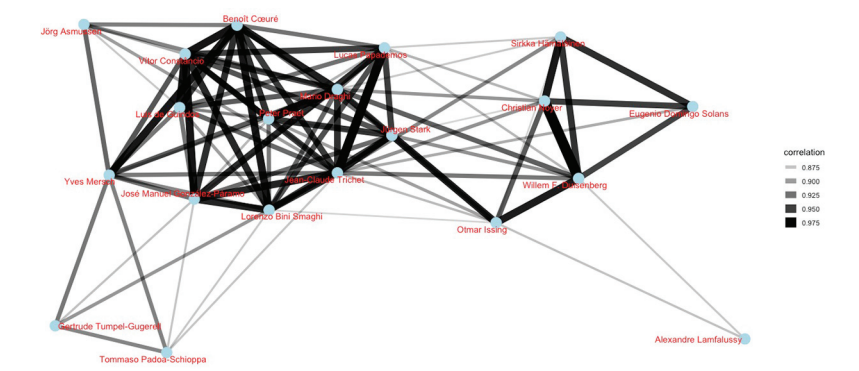 Benoît Cœuré
Jörg Asmussen
Sirkka Hämäläinen
Vítor Constâncio
Lucas Papademos
Mario Draghi
Christian Noyer
Eugenio Domingo Solans
Luis de Guindos
Peter Praet
Jürgen Stark
correlation
0.875
0.900
0.925
0.950
0.975
Yves Mersch
Jean-Claude Trichet
Willem F. Duisenberg
José Manuel González-Páramo
Lorenzo Bini Smaghi
Otmar Issing
Gertrude Tumpel-Gugerell
Alexandre Lamfalussy
Tommaso Padoa-Schioppa